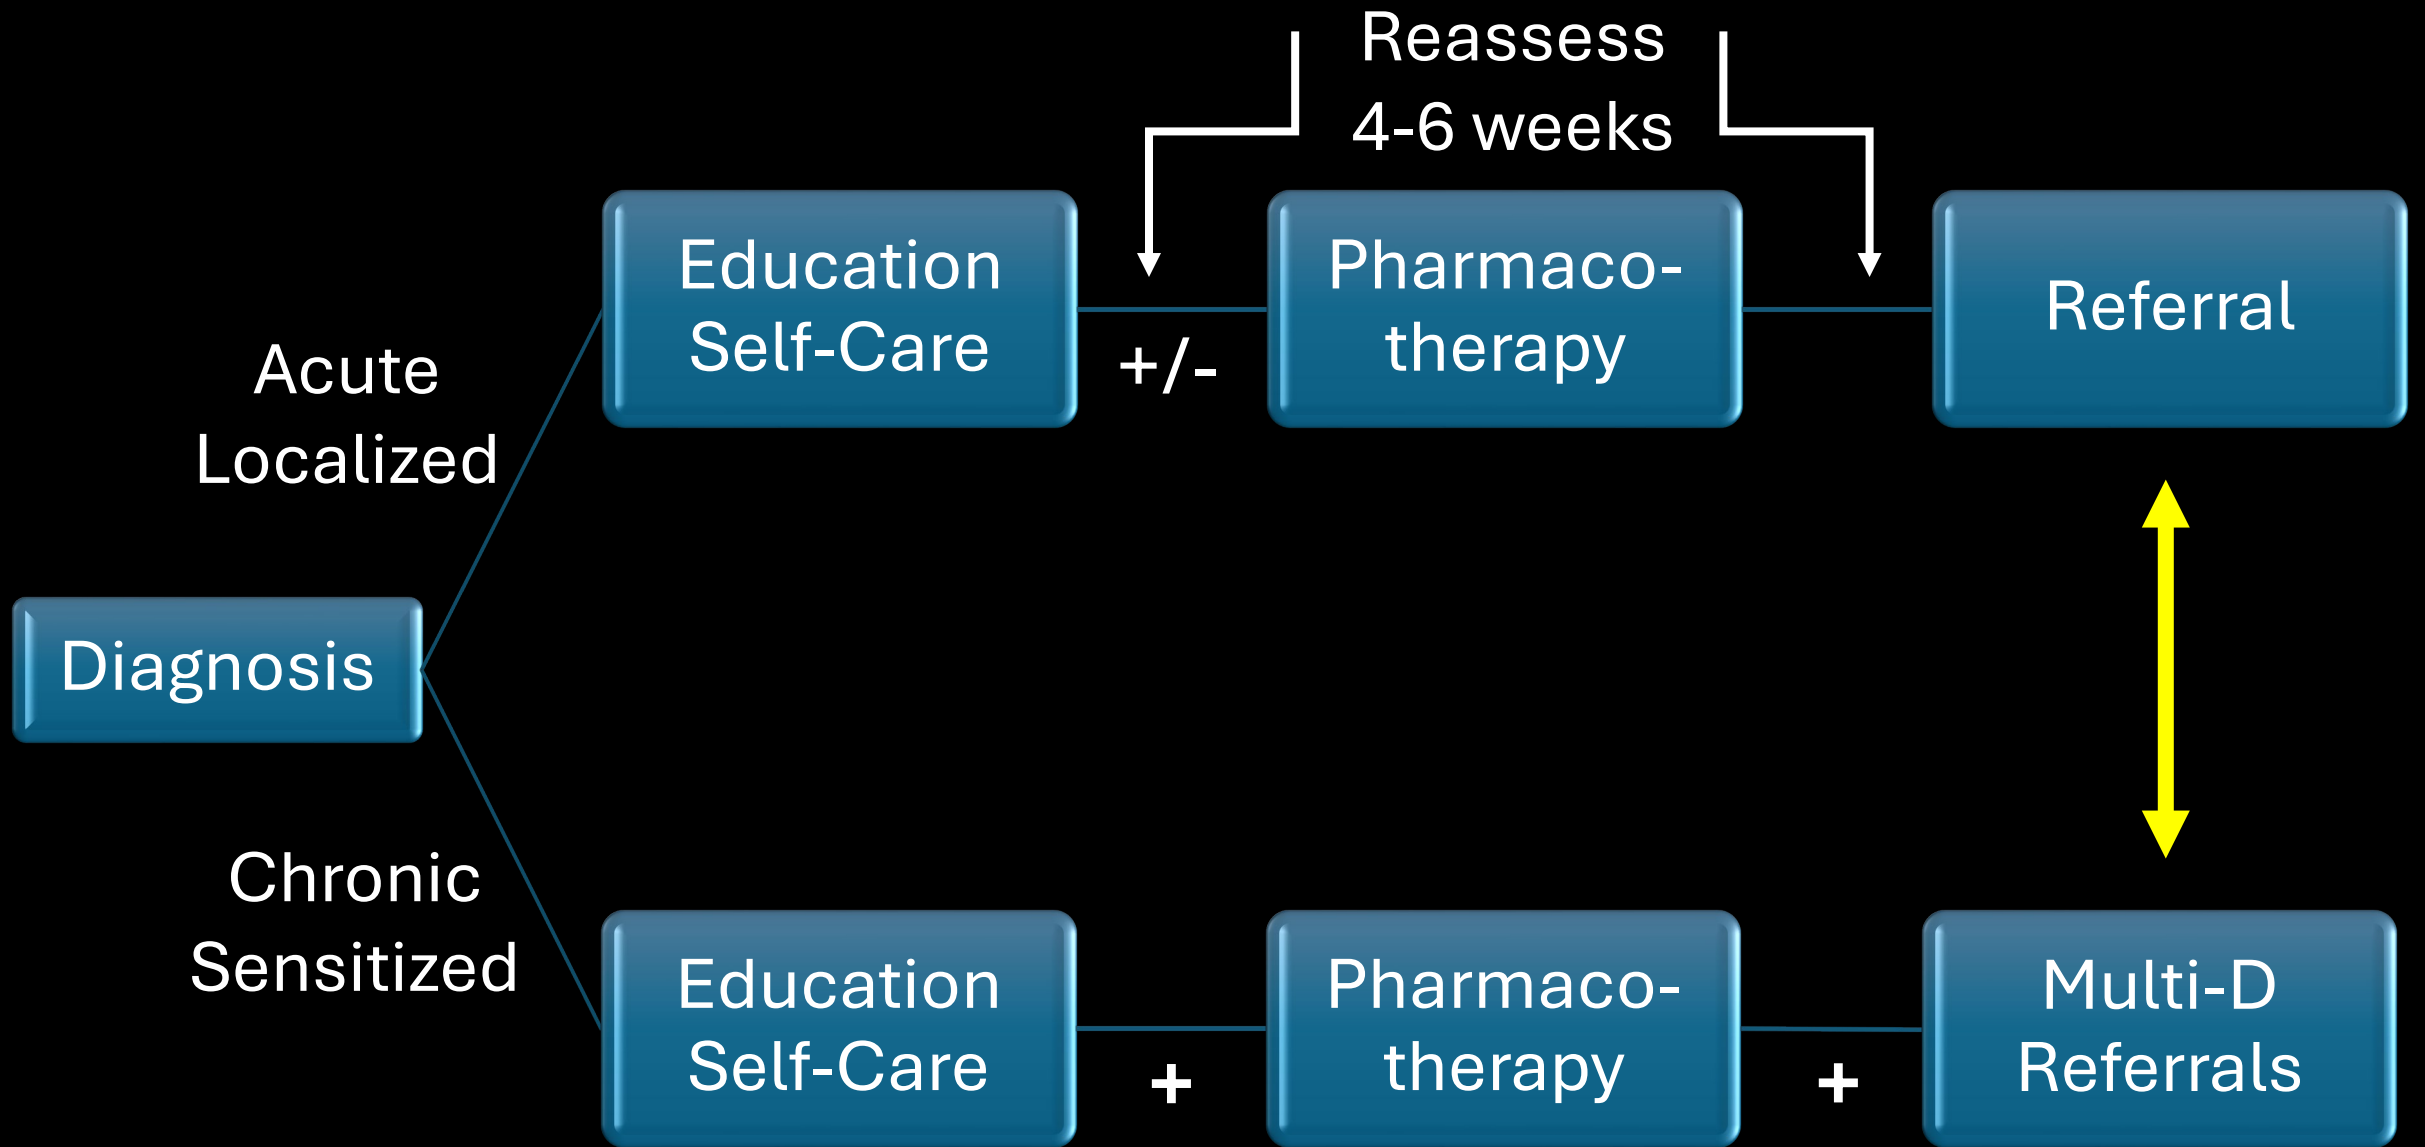 Reassess
4-6 weeks
Education
Self-Care
+/-
Pharmaco-
therapy
Referral
Acute
Localized
Diagnosis
Chronic
Sensitized
Education
Self-Care
+
Pharmaco-
therapy
+
Multi-D
Referrals